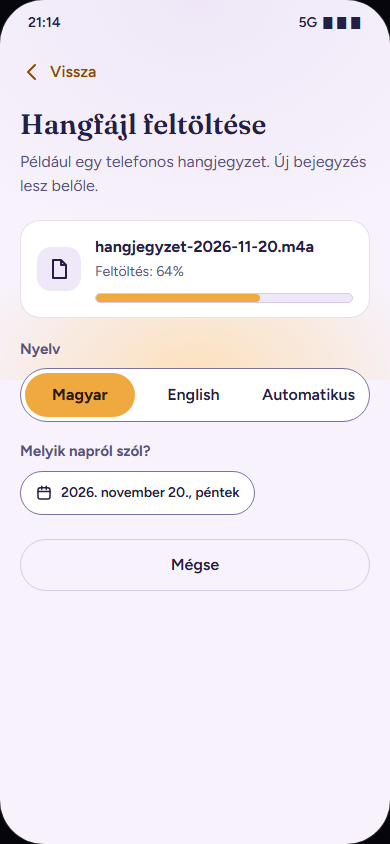 21:14
5G
Vissza
Hangfájl feltöltése
Például egy telefonos hangjegyzet. Új bejegyzés
lesz belőle.
hangjegyzet-2026-11-20.m4a
Feltöltés: 64%
Nyelv
Magyar English Automatikus
Melyik napról szól?
2026. november 20., péntek
Mégse